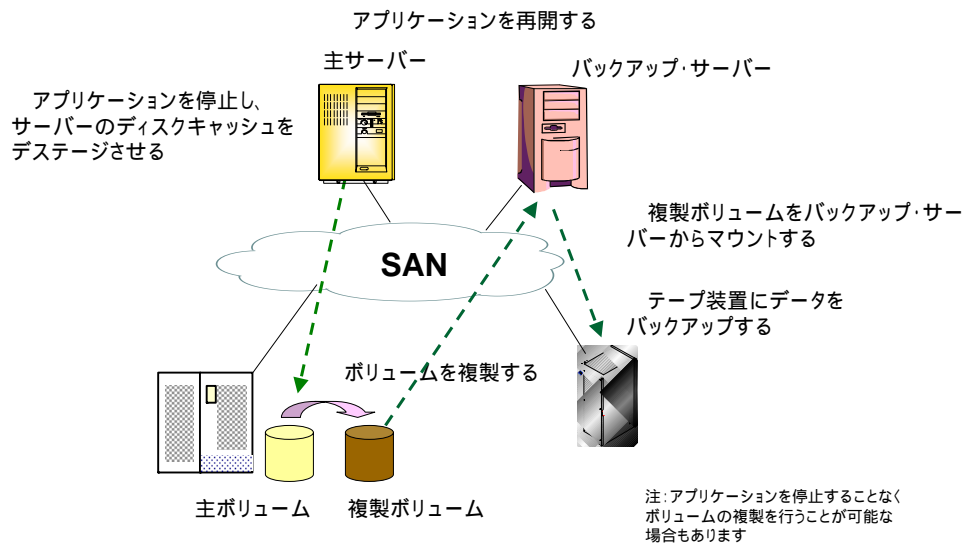 アプリケーションを再開する
主サーバー
バックアップ・サーバー
アプリケーションを停止し、
サーバーのディスクキャッシュを
デステージさせる
複製ボリュームをバックアップ・サー
バーからマウントする
SAN
テープ装置にデータを
バックアップする
ボリュームを複製する
主ボリューム
複製ボリューム
注：アプリケーションを停止することなく
ボリュームの複製を行うことが可能な
場合もあります